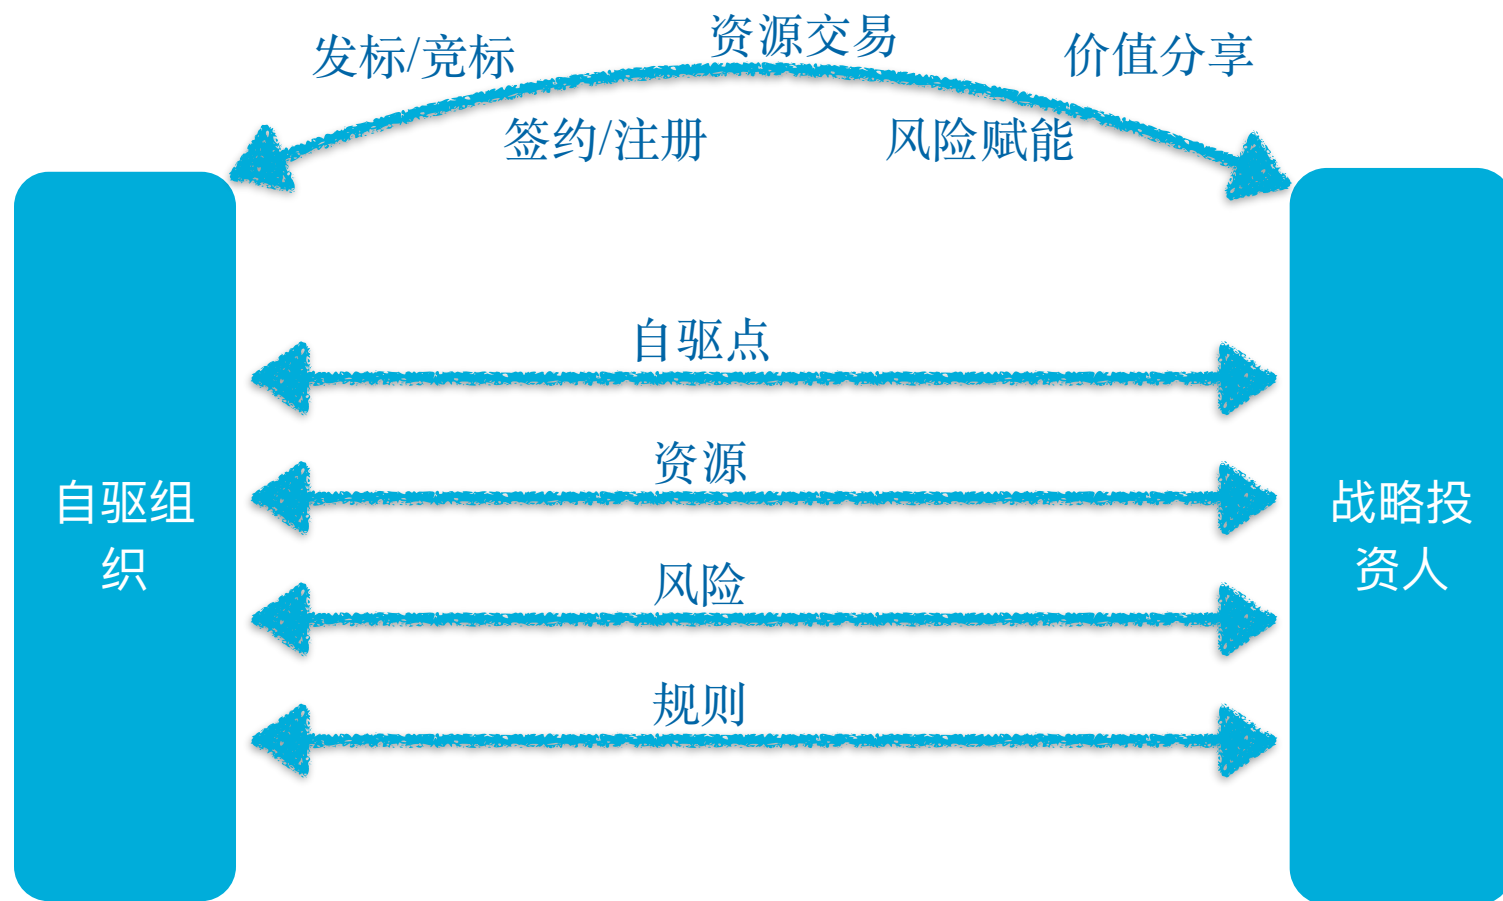 资源交易
发标/竞标
价值分享
签约/注册
风险赋能
自驱点
资源
风险
规则
自驱组
织
战略投
资人